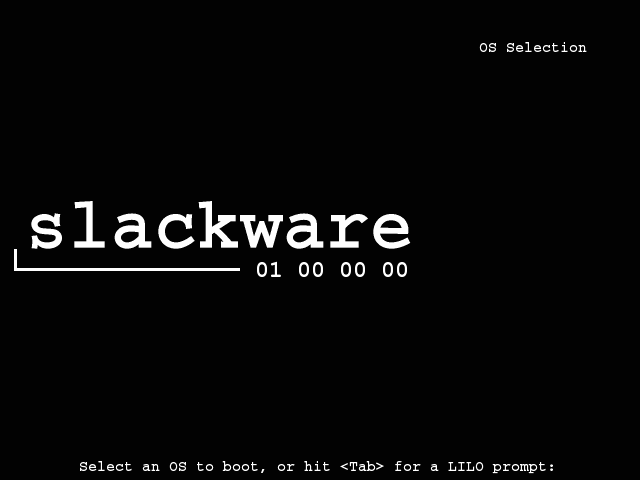 OS Selection
slackware
01 00 00 00
Select an OS to boot, or hit <Tab> for a LILO prompt: